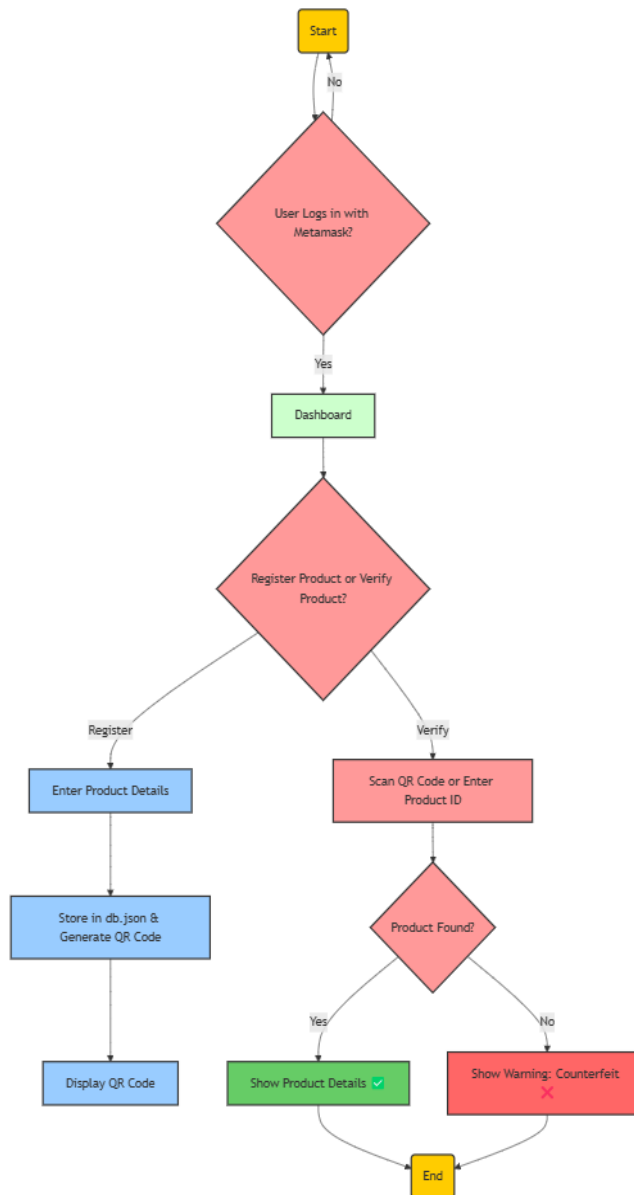 Start
No
User Logs in with
Metamask?
Yes
Dashboard
Register Product or Verify
Product?
Register
Verify
Enter Product Details
Scan QR Code or Enter
Product ID
Store in db.json &
Generate QR Code
Product Found?
Yes
No
Display QR Code
Show Product Details ✅
Show Warning: Counterfeit
❌
End